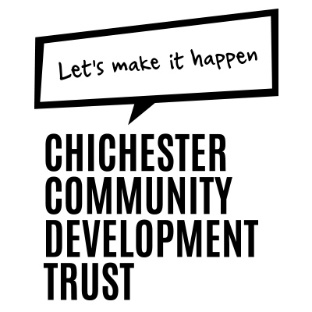 Let's make it happen
CHICHESTER
COMMUNITY
DEVELOPMENT
TRUST